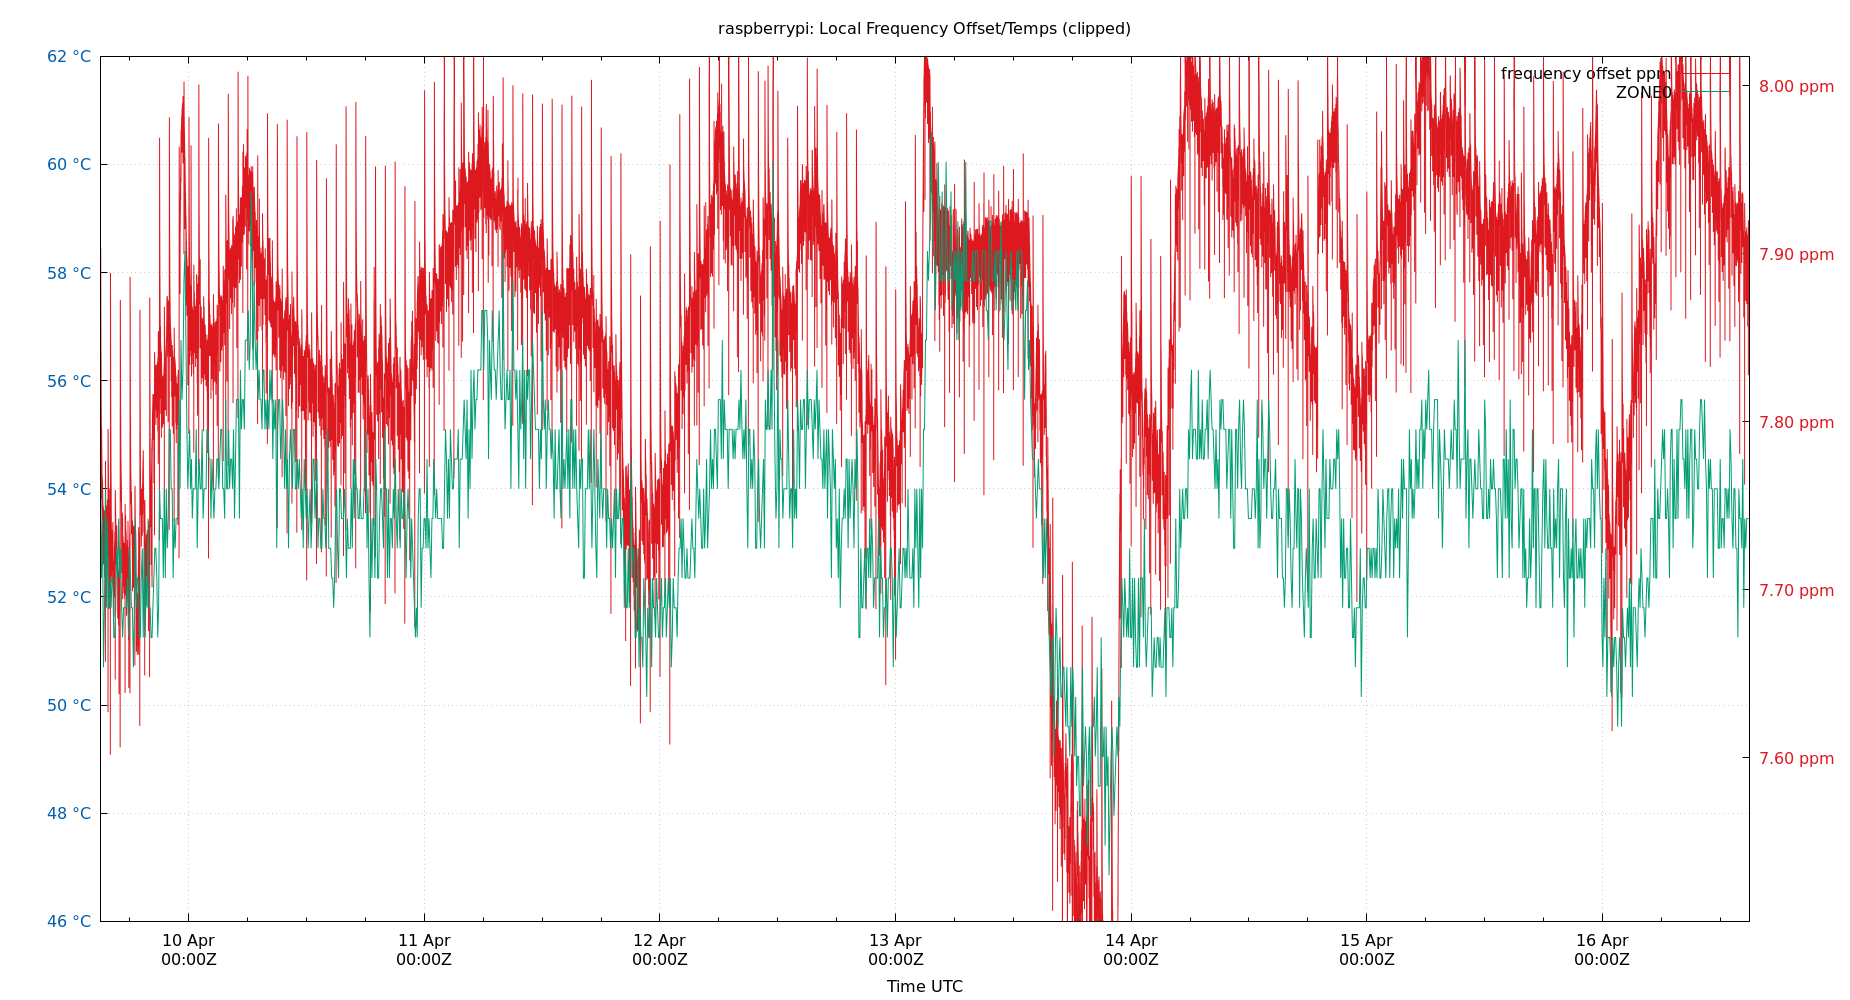 raspberrypi: Local Frequency Offset/Temps (clipped)
62 °C
60 °C
58 °C
56 °C
54 °C
52 °C
50 °C
48 °C
46 °C
frequency offset ppm
ZONE0
8.00 ppm
7.90 ppm
7.80 ppm
7.70 ppm
7.60 ppm
10 Apr
00:00Z
11 Apr
00:00Z
12 Apr
00:00Z
13 Apr
00:00Z
14 Apr
00:00Z
15 Apr
00:00Z
16 Apr
00:00Z
Time UTC